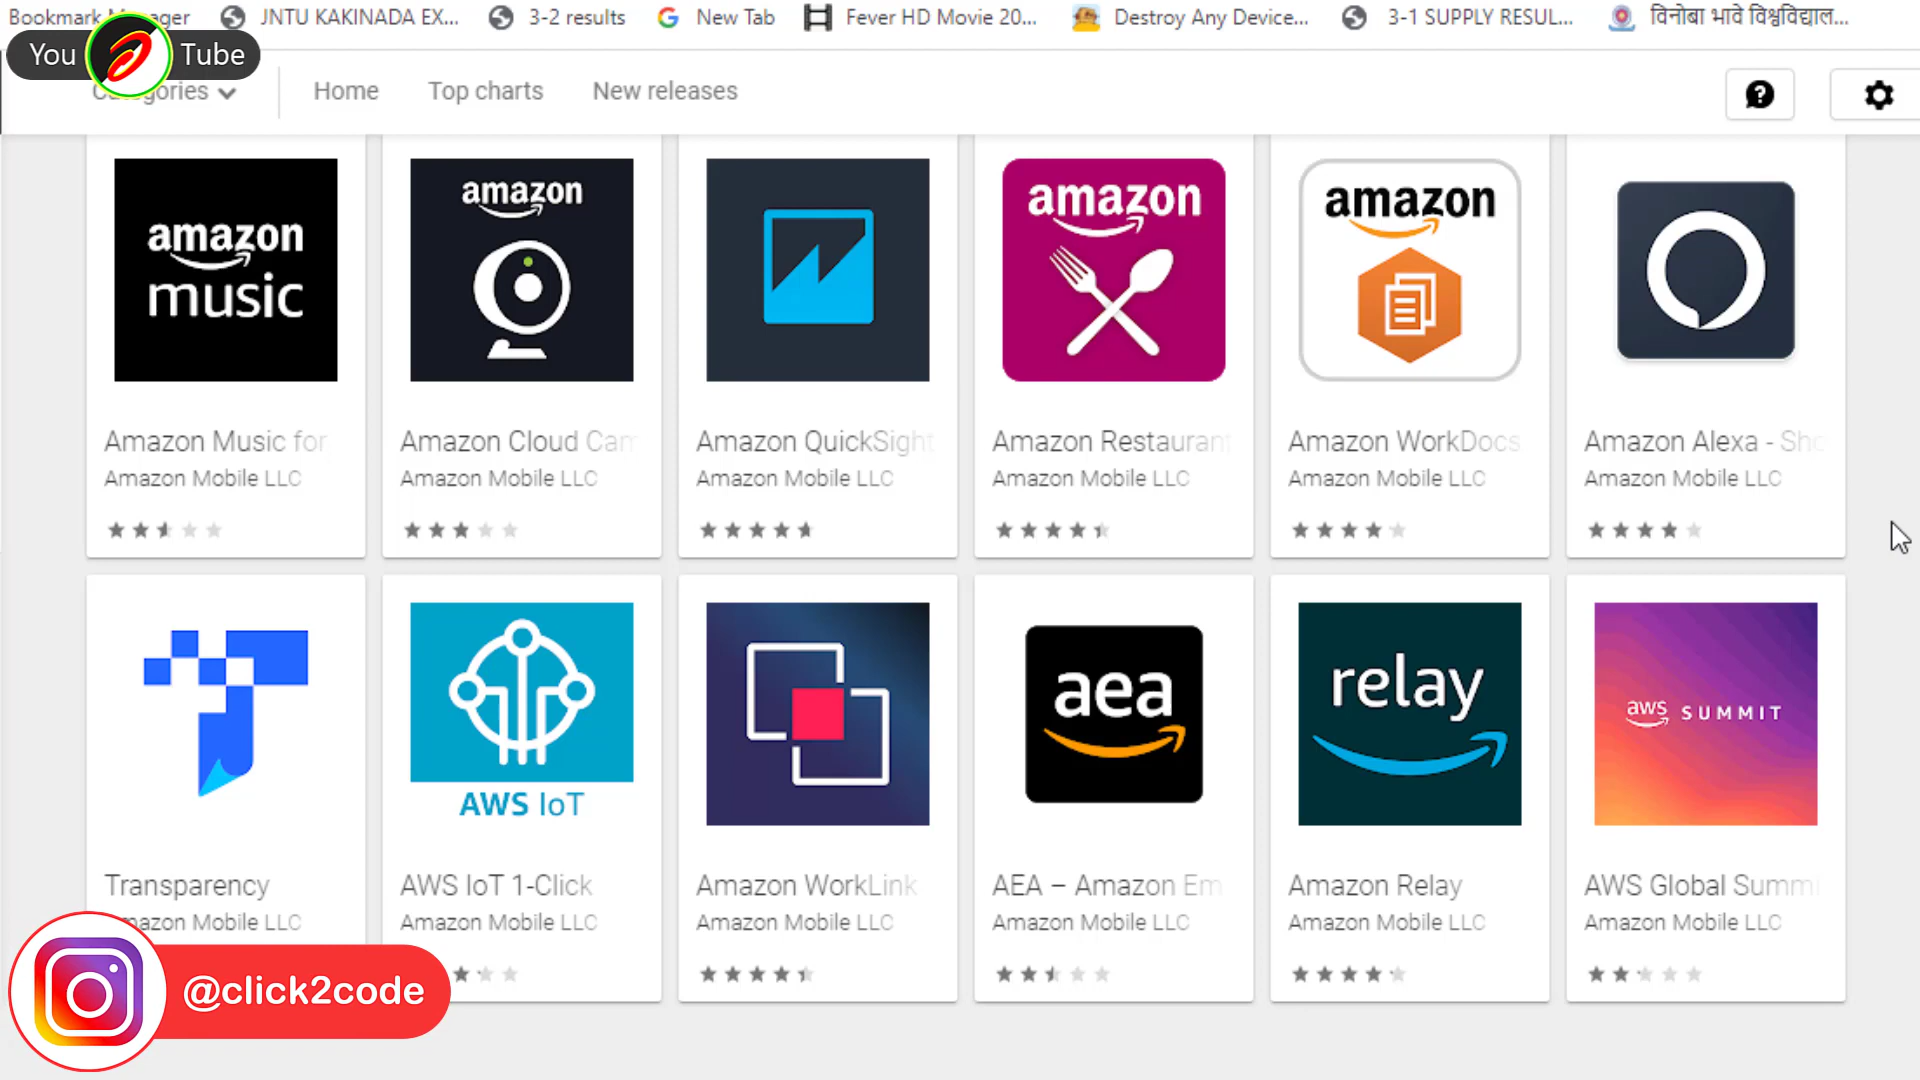 Bookmark Manager
JNTU KAKINADA EX...
3-2 results
New Tab
Fever HD Movie 20...
Destroy Any Device...
3-1 SUPPLY RESUL...
विनोबा भावे विश्वविद्याल...
You Tube
Categories
Home
Top charts
New releases
amazon music
amazon
amazon
amazon
Amazon Music for
Amazon Cloud Cam
Amazon QuickSight
Amazon Restaurant
Amazon WorkDocs
Amazon Alexa - Sho
Amazon Mobile LLC
Amazon Mobile LLC
Amazon Mobile LLC
Amazon Mobile LLC
Amazon Mobile LLC
Amazon Mobile LLC
AWS IoT
aea
relay
aws SUMMIT
Transparency
AWS IoT 1-Click
Amazon WorkLink
AEA – Amazon Em
Amazon Relay
AWS Global Summi
Amazon Mobile LLC
Amazon Mobile LLC
Amazon Mobile LLC
Amazon Mobile LLC
Amazon Mobile LLC
Amazon Mobile LLC
@click2code